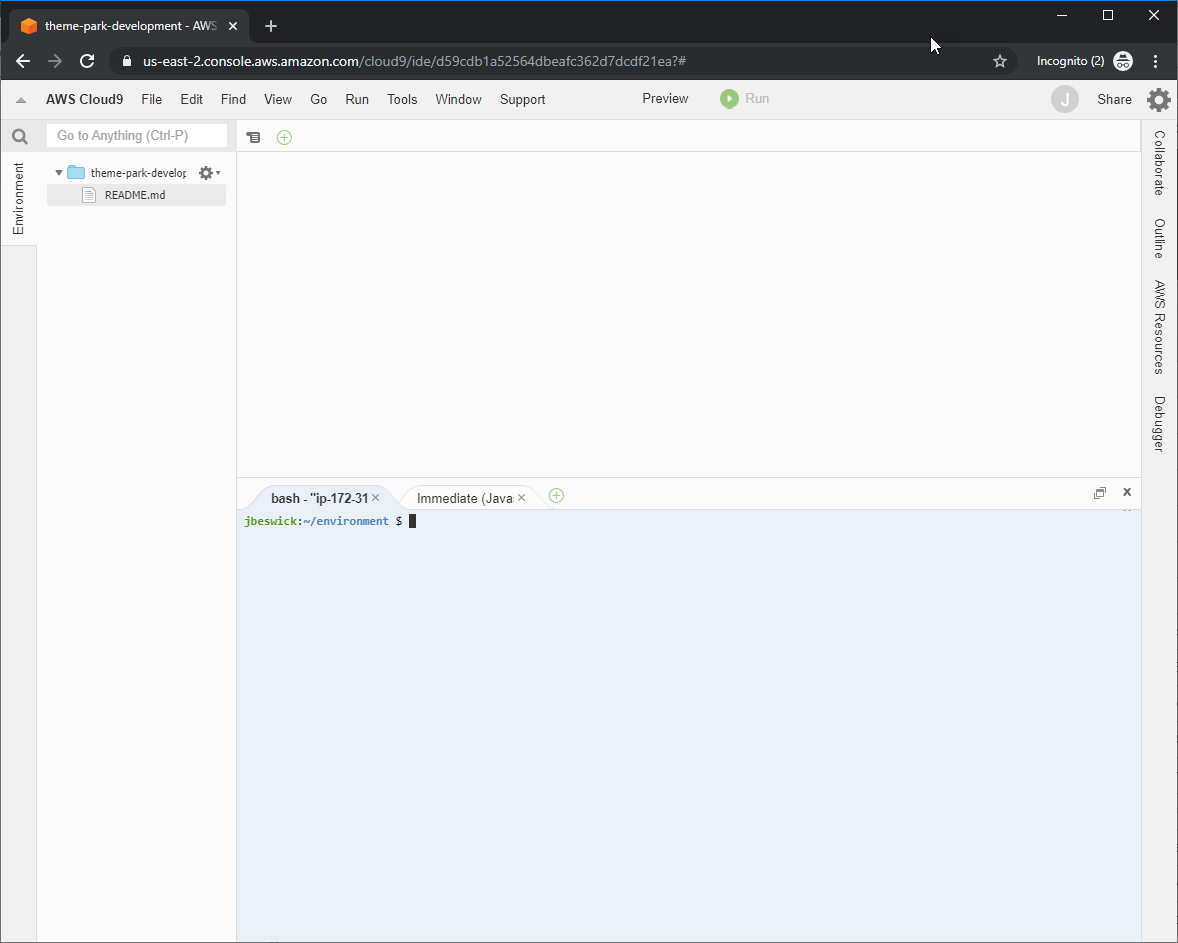 theme-park-development - AWS
us-east-2.console.aws.amazon.com/cloud9/ide/d59cdb1a52564dbeafc362d7dcdf21ea?#
Incognito (2)
AWS Cloud9 File Edit Find View Go Run Tools Window Support Preview Run J Share
Go to Anything (Ctrl-P)
Environment
theme-park-develop
README.md
bash - "ip-172-31
Immediate (Java
jbeswick:~/environment $
Collaborate
Outline
AWS Resources
Debugger